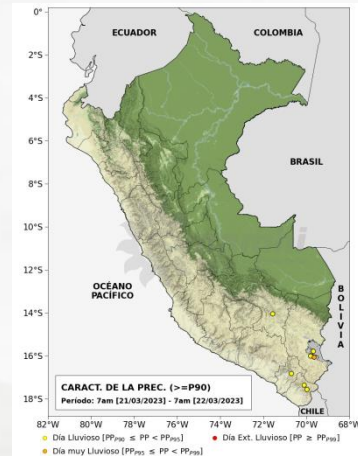 0°
2°S
4°S
6°S
8°S
10°S
12°S
14°S
16°S
18°S
ECUADOR
COLOMBIA
BRASIL
OCÉANO
PACÍFICO
BOLIVIA
CHILE
CARACT. DE LA PREC. (>=P90)
Período: 7am [21/03/2023] - 7am [22/03/2023]
82°W 80°W 78°W 76°W 74°W 72°W 70°W 68°W
Día Lluvioso [PPP90 ≤ PP < PPP95]
Día Ext. Lluvioso [PP ≥ PPP99]
Día muy Lluvioso [PPP95 ≤ PP < PPP99]